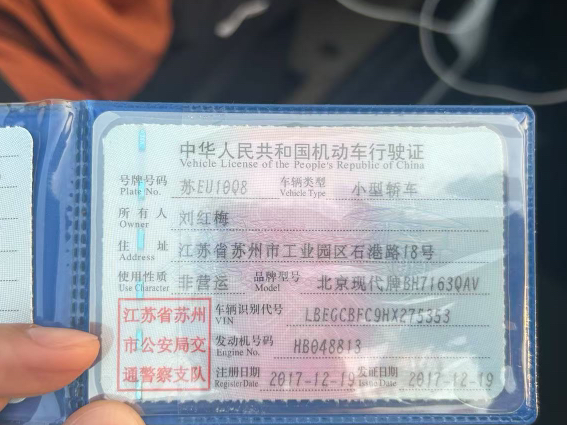 中华人民共和国机动车行驶证
Vehicle License of the People's Republic of China
号牌号码 苏EU10Q8 车辆类型 小型轿车
Plate No. Vehicle Type
所有人 刘红梅
Owner
住址 江苏省苏州市工业园区石港路18号
Address
使用性质 非营运 品牌型号 北京现代牌BH7163QAV
Use Character Model
江苏省苏州
市公安局交
通警察支队
车辆识别代号 LBEGCBFC9HX275353
VIN
发动机号码 HB048813
Engine No.
注册日期 2017-12-19 发证日期 2017-12-19
Register Date Issue Date